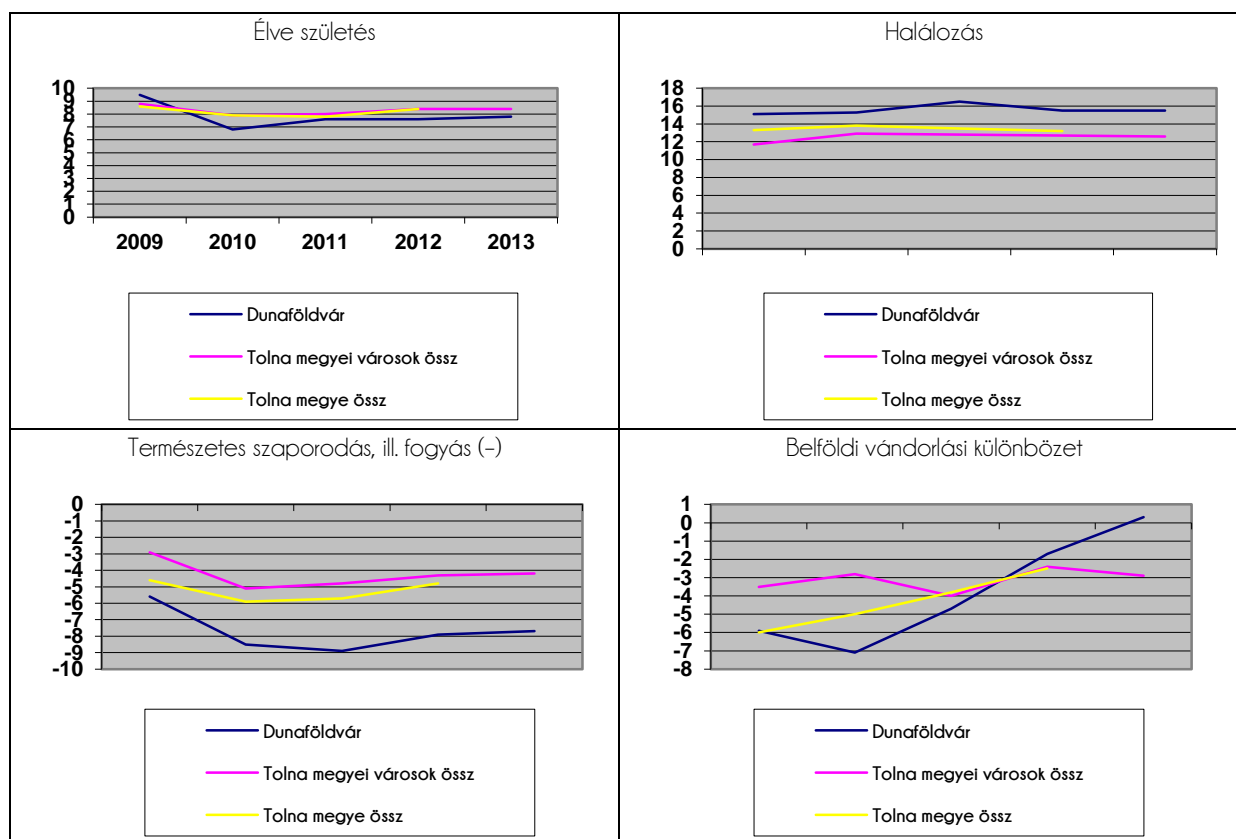 Élve születés
10
9
8
7
6
5
4
3
2
1
0
2009 2010 2011 2012 2013
Dunaföldvár
Tolna megyei városok össz
Tolna megye össz
Halálozás
18
16
14
12
10
8
6
4
2
0
Dunaföldvár
Tolna megyei városok össz
Tolna megye össz
Természetes szaporodás, ill. fogyás (-)
0
-1
-2
-3
-4
-5
-6
-7
-8
-9
-10
Dunaföldvár
Tolna megyei városok össz
Tolna megye össz
Belföldi vándorlási különbözet
1
0
-1
-2
-3
-4
-5
-6
-7
-8
Dunaföldvár
Tolna megyei városok össz
Tolna megye össz